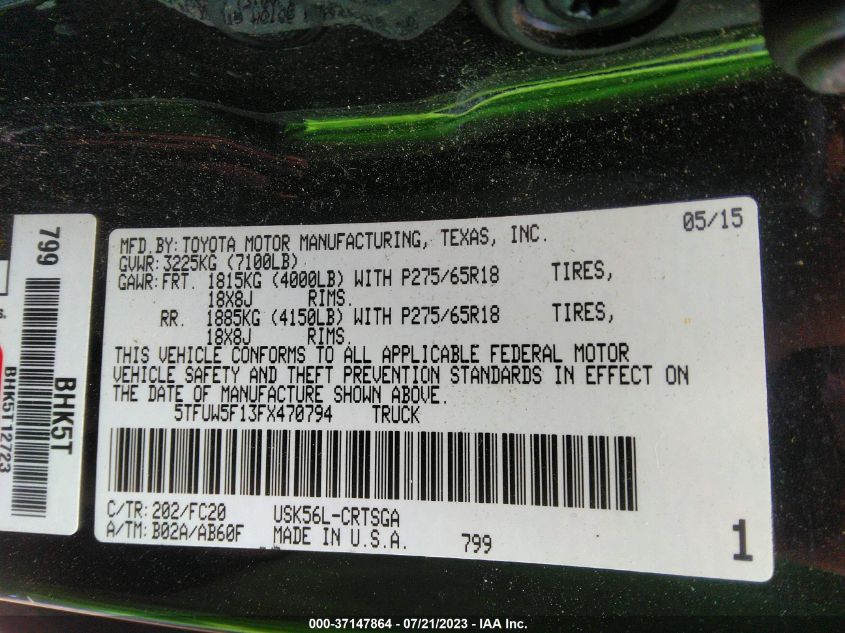 MFD.BY: TOYOTA MOTOR MANUFACTURING, TEXAS, INC. 05/15
GVWR: 3225KG (7100LB)
GAWR: FRT. 1815KG (4000LB) WITH P275/65R18 TIRES,
18X8J RIMS.
RR. 1885KG (4150LB) WITH P275/65R18 TIRES,
18X8J RIMS.
THIS VEHICLE CONFORMS TO ALL APPLICABLE FEDERAL MOTOR
VEHICLE SAFETY AND THEFT PREVENTION STANDARDS IN EFFECT ON
THE DATE OF MANUFACTURE SHOWN ABOVE.
5TFUW5F13FX470794 TRUCK
C/TR: 202/FC20 USK56L-CRTSGA
A/TM: B02A/AB60F MADE IN U.S.A. 799 1
799
BHK5T
BHK5T12723
s.
000-37147864 - 07/21/2023 - IAA Inc.